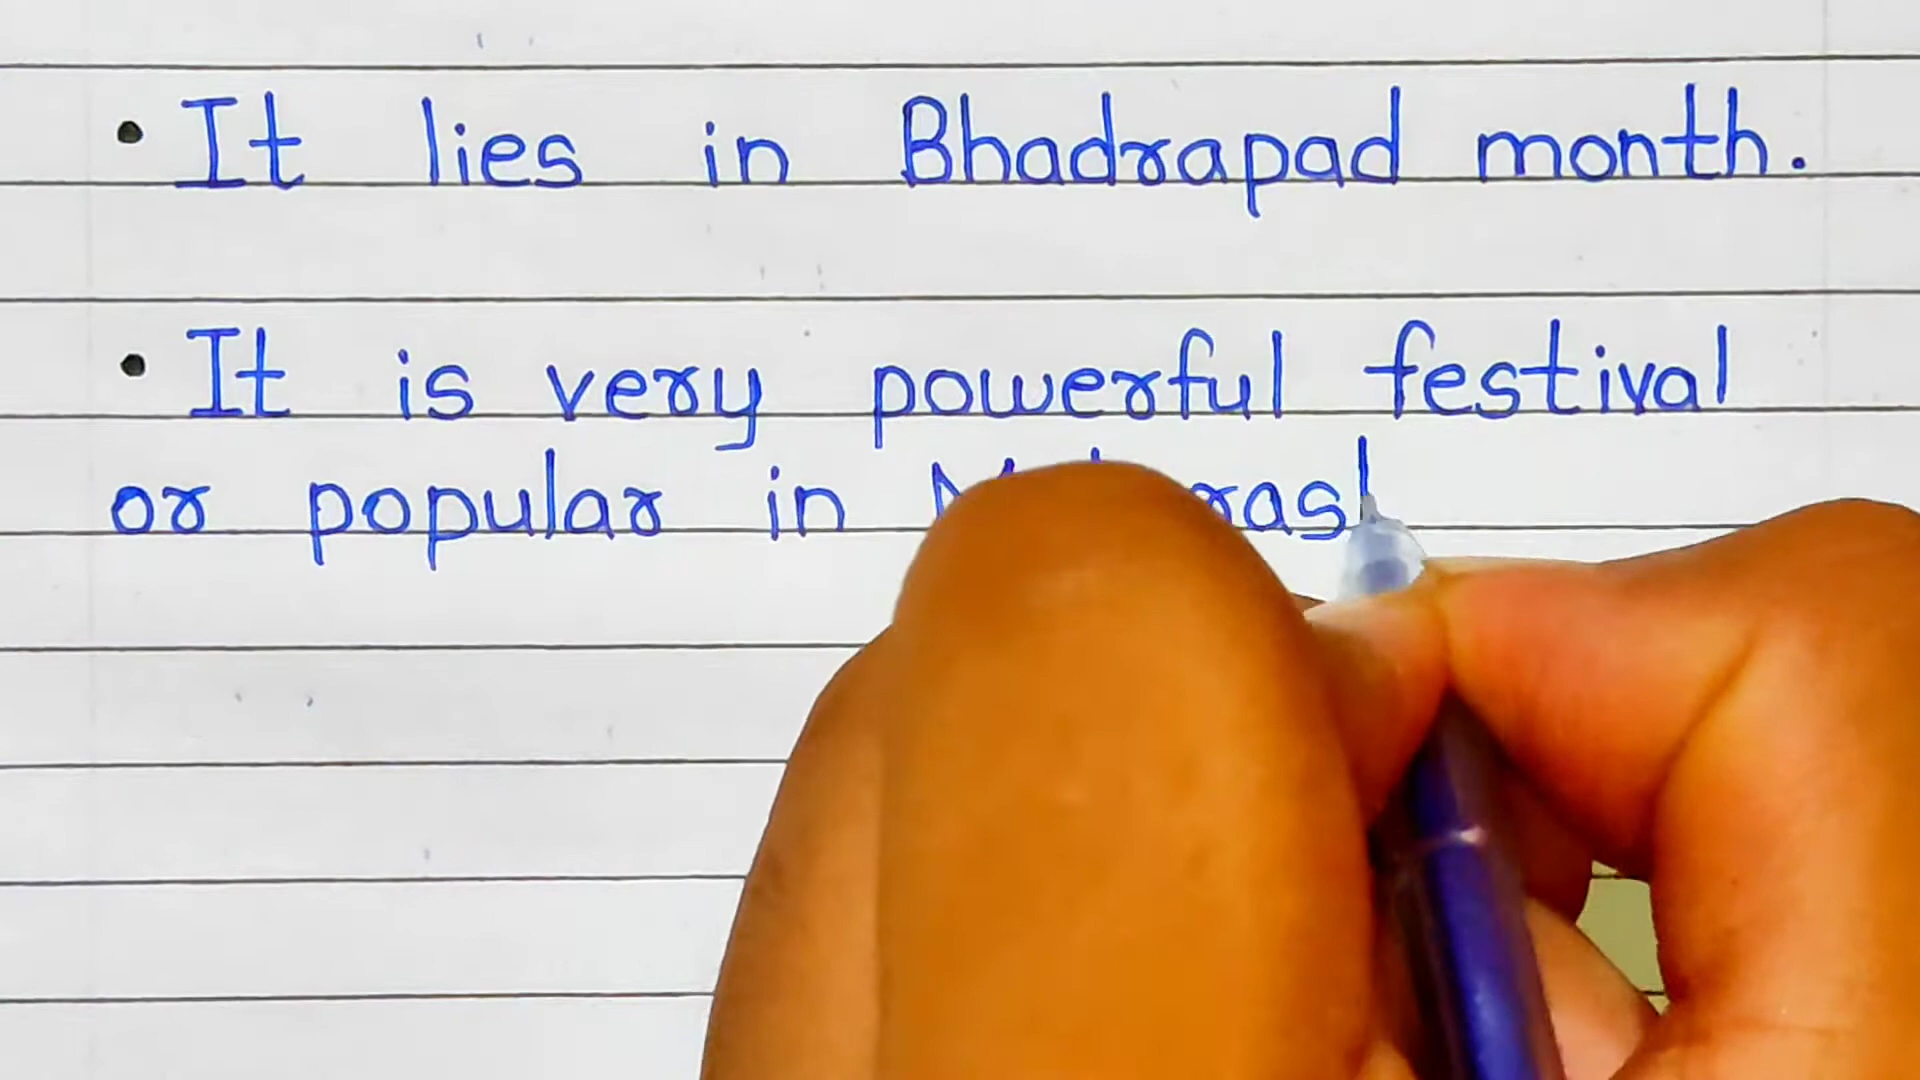 • It lies in Bhadrapad month.
• It is very powerful festival
or popular in